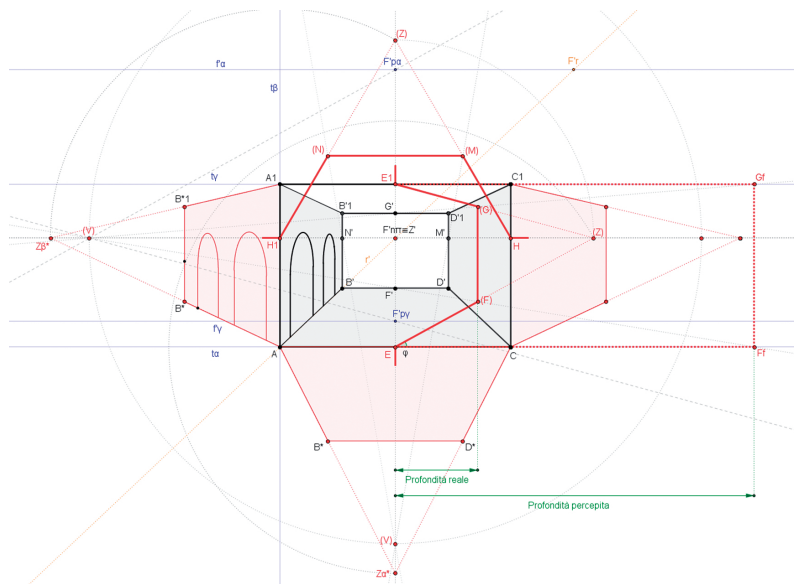 (Z)
f'α
F'pα
F'r
tβ
(N)
(M)
tγ
A1
E1
C1
Gf
B*1
B'1
G'
D'1
(G)
(V)
Zβ*
H1
N'
F'nπ≡Z'
M'
H
(Z)
r'
B*
B'
F'
D'
(F)
f'γ
F'pγ
tα
A
E
φ
C
Ff
B*
D*
Profondità reale
Profondità percepita
(V)
Zα*